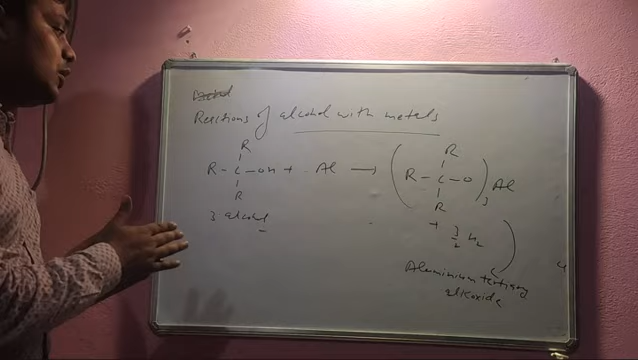 Reactions of alcohol with metals
R R
R - C - OH + Al → (R - C - O)3 Al
R R
3 alcohol + 3/2 H2
Aluminium tertiary
alkoxide